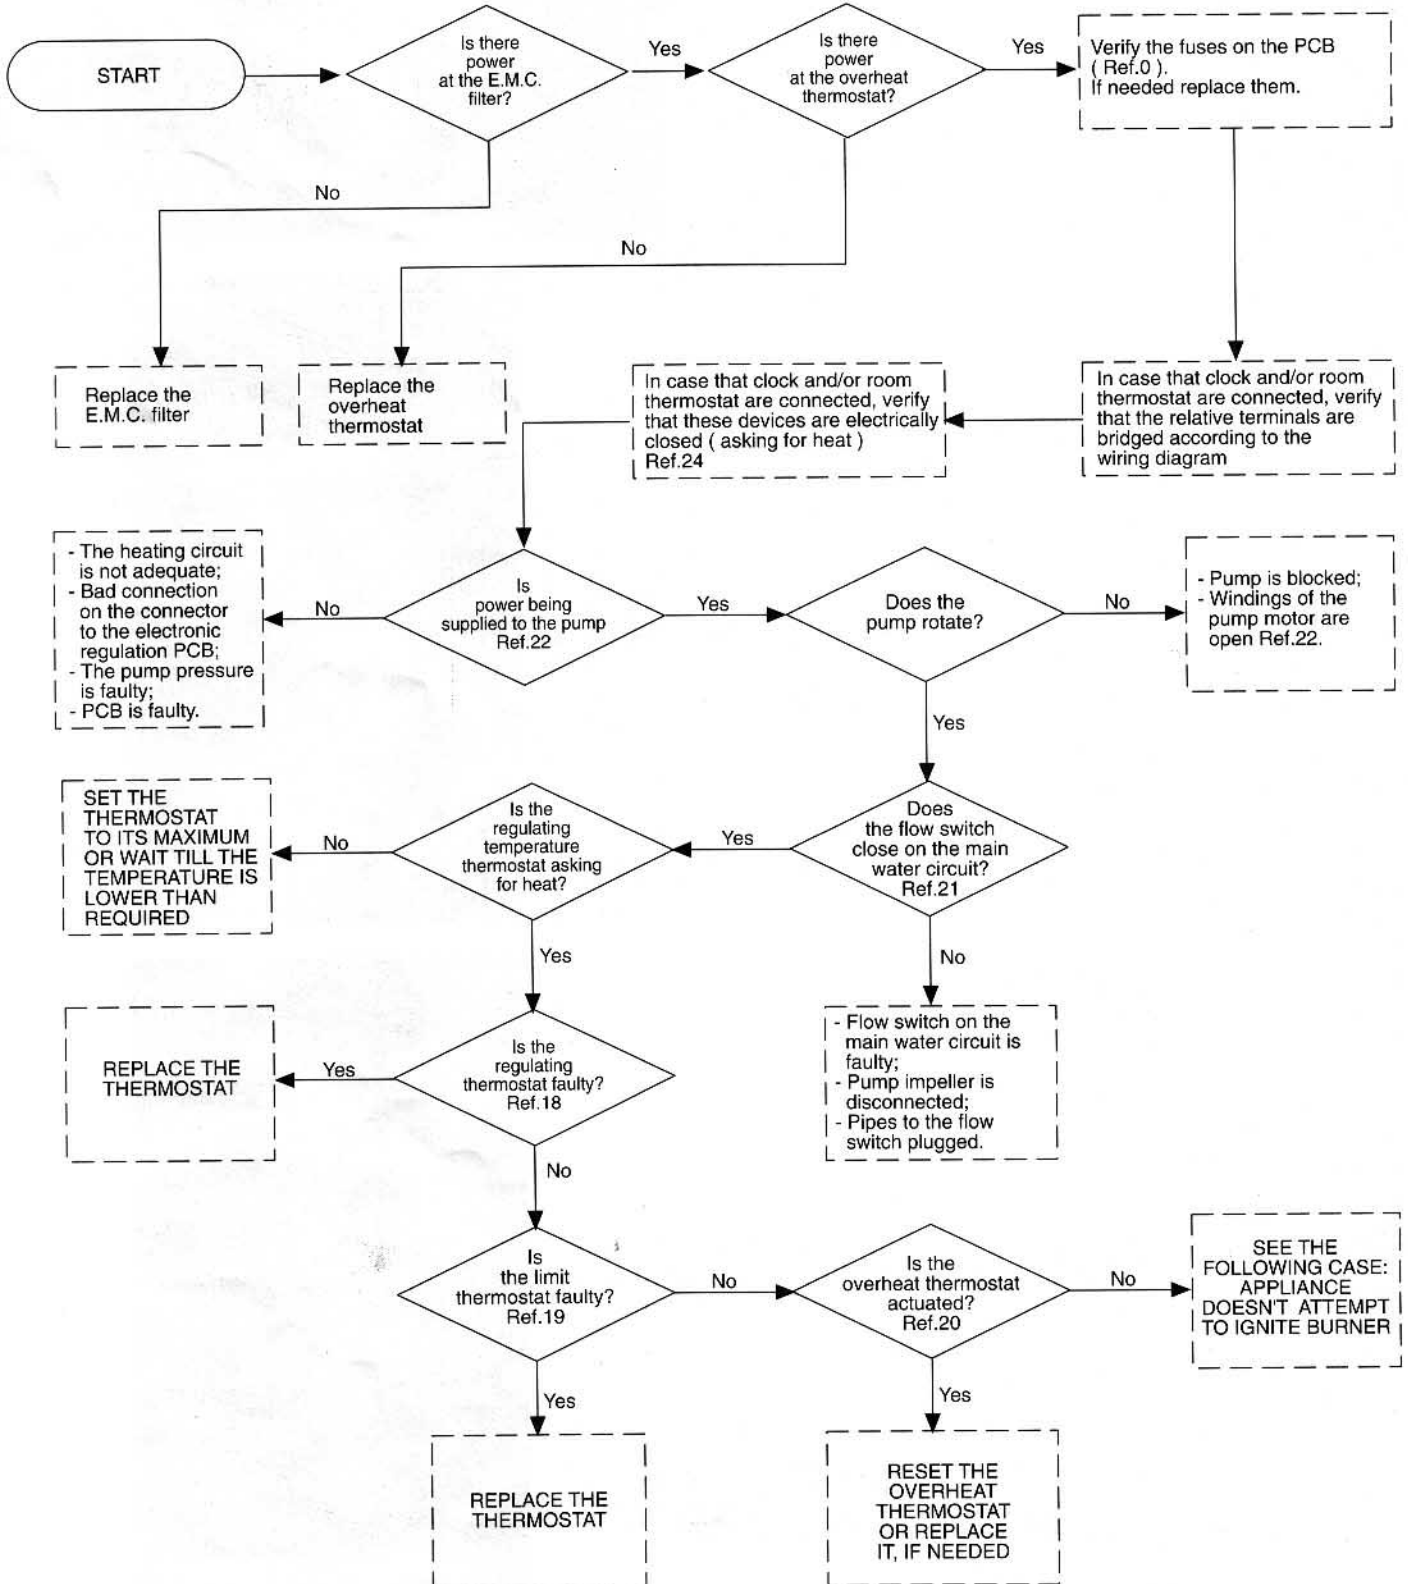 START
Is there
power
at the E.M.C.
filter?
Yes
Is there
power
at the overheat
thermostat?
Yes
Verify the fuses on the PCB
( Ref.0 ).
If needed replace them.
No
No
Replace the
E.M.C. filter
Replace the
overheat
thermostat
In case that clock and/or room
thermostat are connected, verify
that these devices are electrically
closed ( asking for heat )
Ref.24
In case that clock and/or room
thermostat are connected, verify
that the relative terminals are
bridged according to the
wiring diagram
- The heating circuit
is not adequate;
- Bad connection
on the connector
to the electronic
regulation PCB;
- The pump pressure
is faulty;
- PCB is faulty.
No
Is
power being
supplied to the pump
Ref.22
Yes
Does the
pump rotate?
No
- Pump is blocked;
- Windings of the
pump motor are
open Ref.22.
Yes
SET THE
THERMOSTAT
TO ITS MAXIMUM
OR WAIT TILL THE
TEMPERATURE IS
LOWER THAN
REQUIRED
No
Is the
regulating
temperature
thermostat asking
for heat?
Yes
Does
the flow switch
close on the main
water circuit?
Ref.21
Yes
No
REPLACE THE
THERMOSTAT
Yes
Is the
regulating
thermostat faulty?
Ref.18
- Flow switch on the
main water circuit is
faulty;
- Pump impeller is
disconnected;
- Pipes to the flow
switch plugged.
No
Is
the limit
thermostat faulty?
Ref.19
No
Is the
overheat thermostat
actuated?
Ref.20
No
SEE THE
FOLLOWING CASE:
APPLIANCE
DOESN'T ATTEMPT
TO IGNITE BURNER
Yes
Yes
REPLACE THE
THERMOSTAT
RESET THE
OVERHEAT
THERMOSTAT
OR REPLACE
IT, IF NEEDED